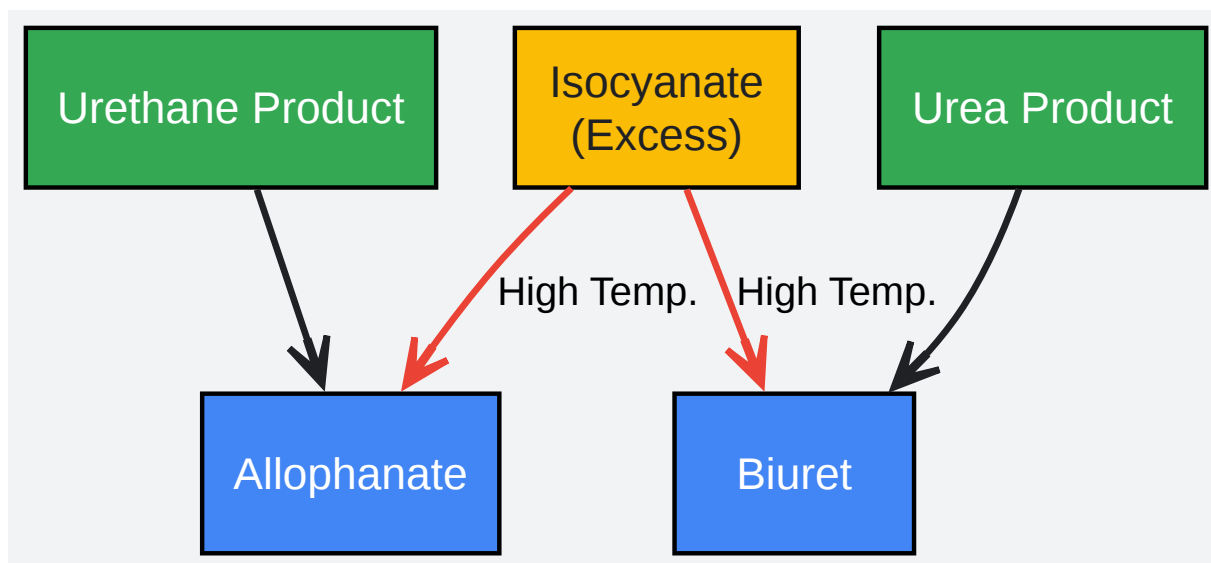 Urethane Product
Isocyanate
(Excess)
Urea Product
High Temp.
High Temp.
Allophanate
Biuret